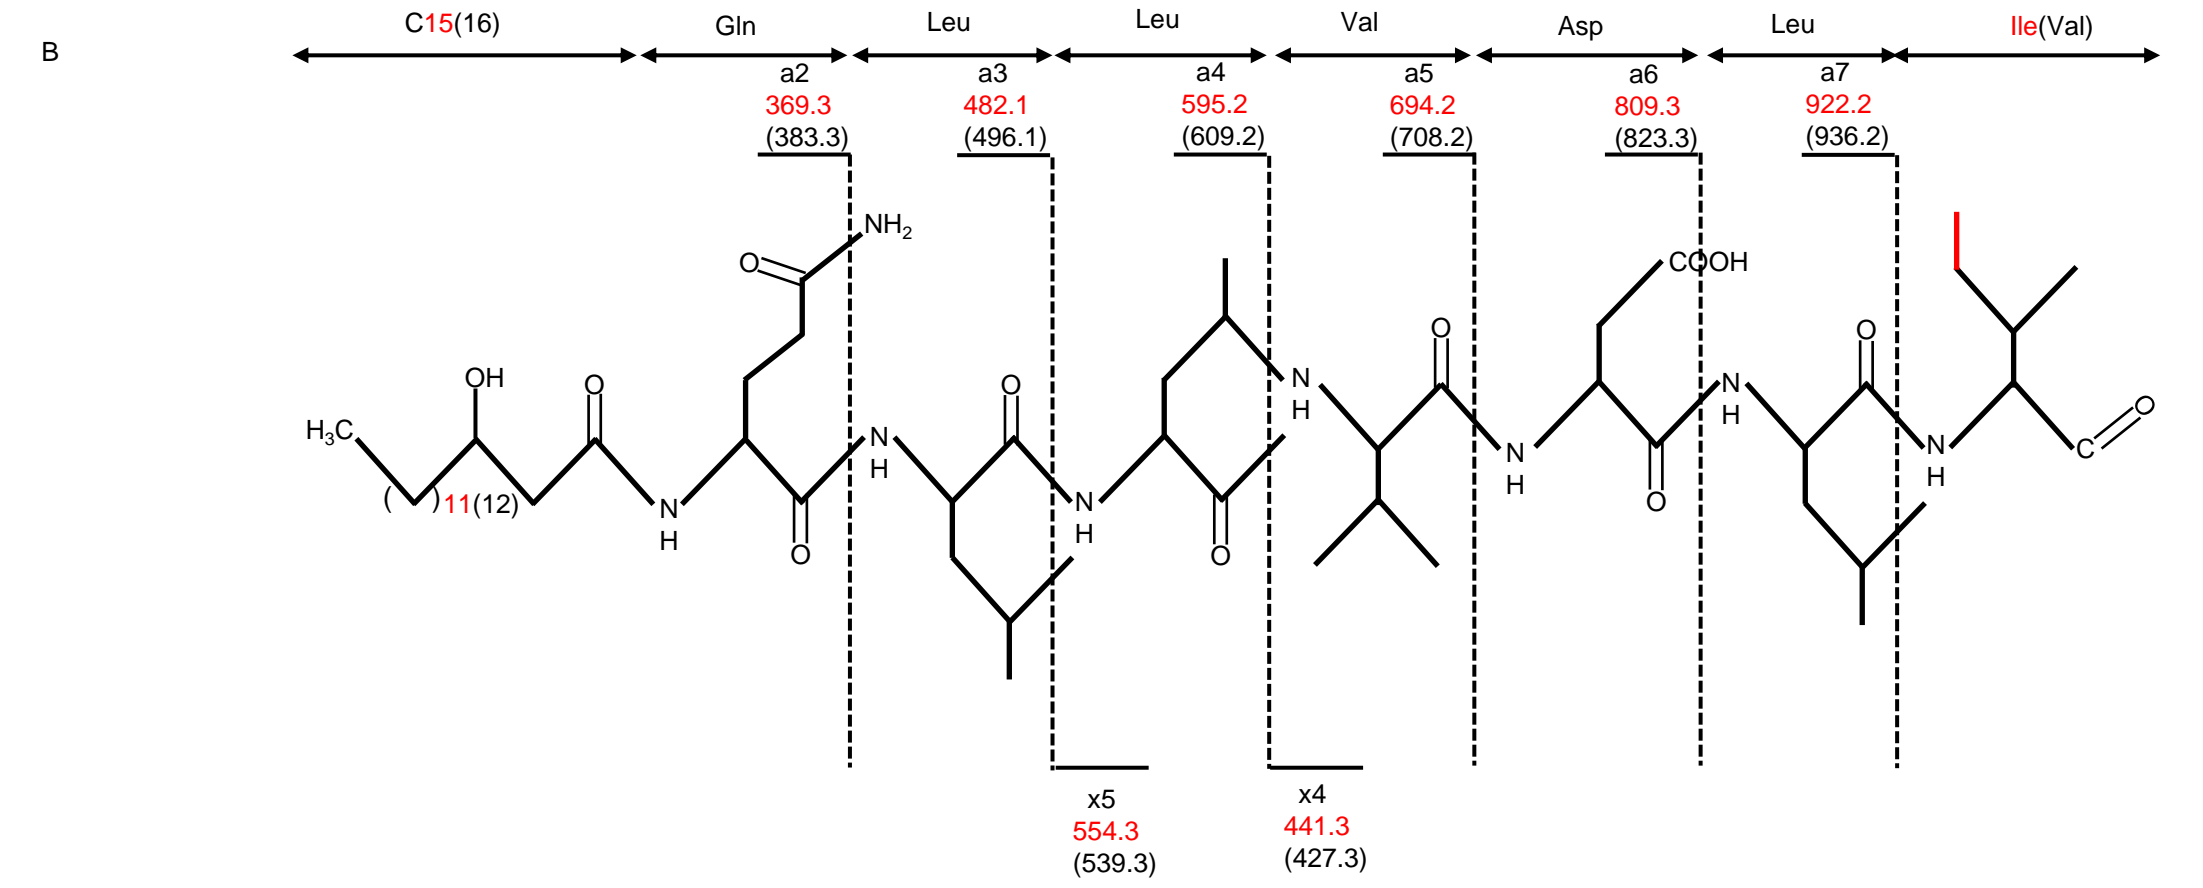 B
C15(16) Gln Leu Leu Val Asp Leu Ile(Val)
a2 a3 a4 a5 a6 a7
369.3 482.1 595.2 694.2 809.3 922.2
(383.3) (496.1) (609.2) (708.2) (823.3) (936.2)
NH2
O COOH
O O
OH O O N N O
H H
H3C N N C
H H
( )11(12) N N N
H H H
O O O
x5 x4
554.3 441.3
(539.3) (427.3)